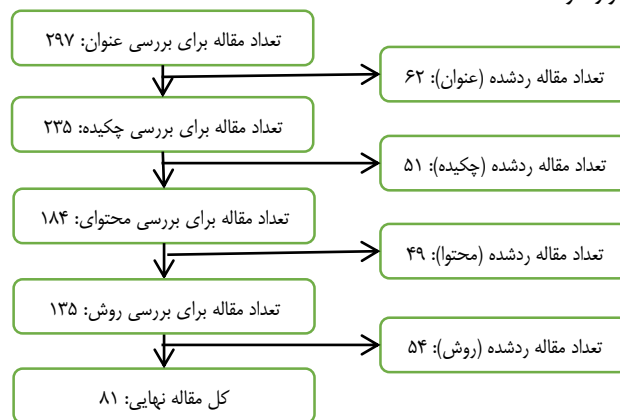 تعداد مقاله برای بررسی عنوان: ۲۹۷
تعداد مقاله ردشده (عنوان): ۶۲
تعداد مقاله برای بررسی چکیده: ۲۳۵
تعداد مقاله ردشده (چکیده): ۵۱
تعداد مقاله برای بررسی محتوای: ۱۸۴
تعداد مقاله ردشده (محتوا): ۴۹
تعداد مقاله برای بررسی روش: ۱۳۵
تعداد مقاله ردشده (روش): ۵۴
کل مقاله نهایی: ۸۱